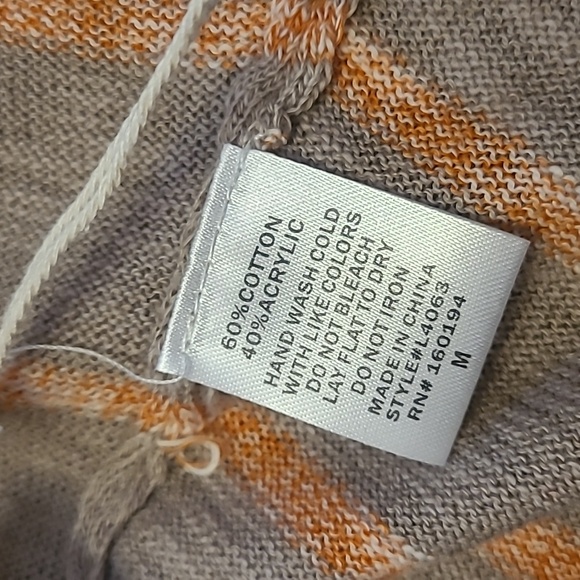 60%COTTON
40%ACRYLIC
HAND WASH COLD
WITH LIKE COLORS
DO NOT BLEACH
LAY FLAT TO DRY
DO NOT IRON
MADE IN CHINA
STYLE#L4063
RN# 160194
M